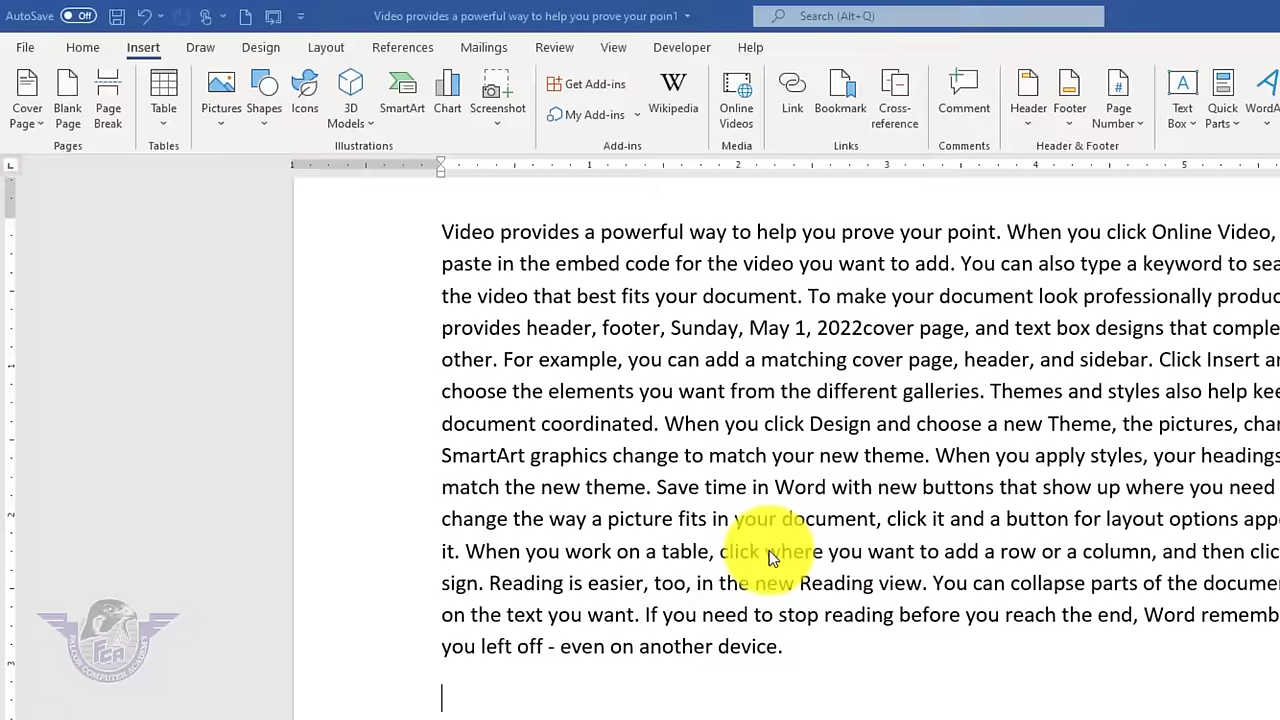 AutoSave Off Video provides a powerful way to help you prove your point Search (Alt+Q)
File Home Insert Draw Design Layout References Mailings Review View Developer Help
Cover Page Blank Page Page Break Table Pictures Shapes Icons 3D Models SmartArt Chart Screenshot Get Add-ins My Add-ins W Wikipedia Online Videos Link Bookmark Cross-reference Comment Header Footer Page Number Text Box Quick Parts WordA
Pages Tables Illustrations Add-ins Media Links Comments Header & Footer
1 1 2 3 4 5
Video provides a powerful way to help you prove your point. When you click Online Video,
paste in the embed code for the video you want to add. You can also type a keyword to sea
the video that best fits your document. To make your document look professionally produc
provides header, footer, Sunday, May 1, 2022cover page, and text box designs that comple
other. For example, you can add a matching cover page, header, and sidebar. Click Insert an
choose the elements you want from the different galleries. Themes and styles also help kee
document coordinated. When you click Design and choose a new Theme, the pictures, char
SmartArt graphics change to match your new theme. When you apply styles, your headings
match the new theme. Save time in Word with new buttons that show up where you need
change the way a picture fits in your document, click it and a button for layout options appe
it. When you work on a table, click where you want to add a row or a column, and then clic
sign. Reading is easier, too, in the new Reading view. You can collapse parts of the docume
on the text you want. If you need to stop reading before you reach the end, Word rememb
you left off - even on another device.
FCA
FALCON COMPUTER ACADEMY